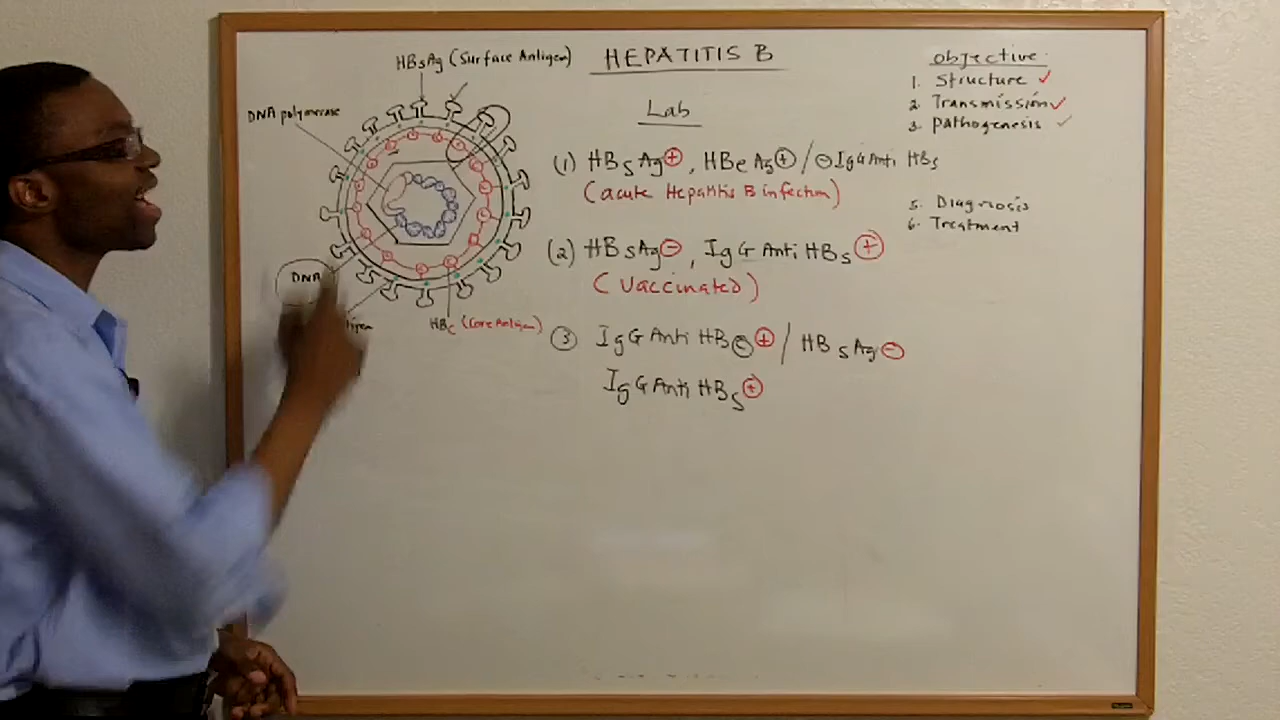 HEPATITIS B
HBsAg (Surface Antigen)
DNA polymerase
DNA
HBc (Core Antigen)
Lab
(1) HBsAg⊕, HBeAg⊕/⊖IgG Anti HBs
(acute Hepatitis B infection)
(2) HBsAg⊖, IgG Anti HBs⊕
(Vaccinated)
③ IgG Anti HBc⊕ / HBsAg⊖
IgG Anti HBs⊕
Objective
1. Structure ✓
2. Transmission ✓
3. pathogenesis ✓
5. Diagnosis
6. Treatment